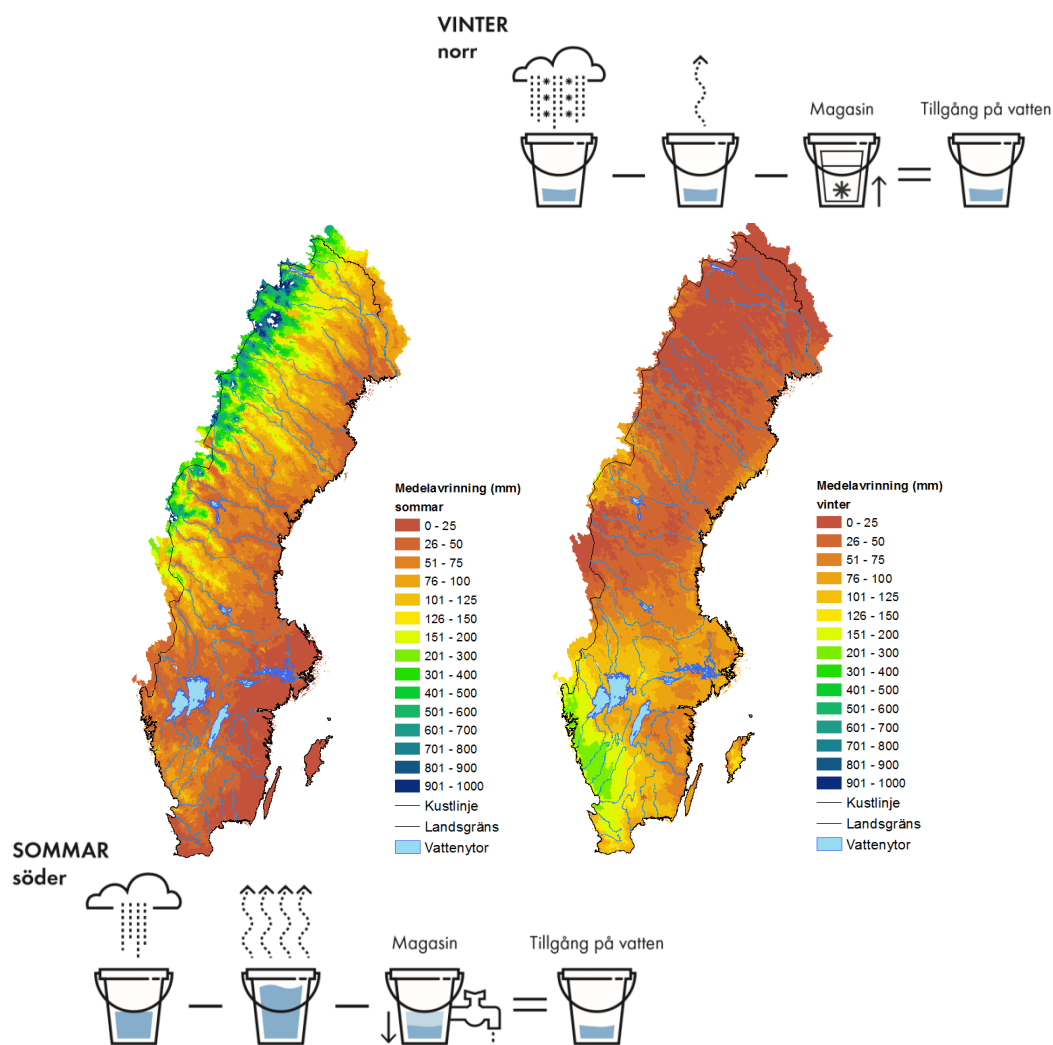 VINTER
norr
Magasin
Tillgång på vatten
Medelavrinning (mm)
sommar
0 - 25
26 - 50
51 - 75
76 - 100
101 - 125
126 - 150
151 - 200
201 - 300
301 - 400
401 - 500
501 - 600
601 - 700
701 - 800
801 - 900
901 - 1000
Kustlinje
Landsgräns
Vattenytor
Medelavrinning (mm)
vinter
0 - 25
26 - 50
51 - 75
76 - 100
101 - 125
126 - 150
151 - 200
201 - 300
301 - 400
401 - 500
501 - 600
601 - 700
701 - 800
801 - 900
901 - 1000
Kustlinje
Landsgräns
Vattenytor
SOMMAR
söder
Magasin
Tillgång på vatten